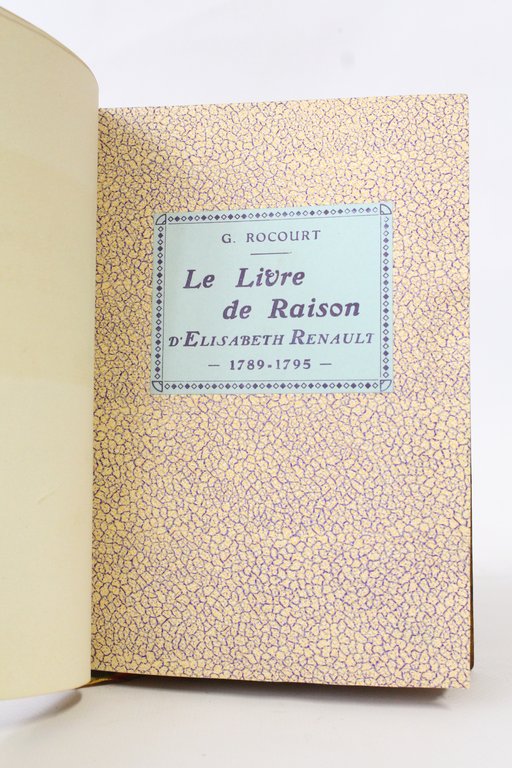 G. ROCOURT
Le Livre
de Raison
D'ELISABETH RENAULT
– 1789-1795 –